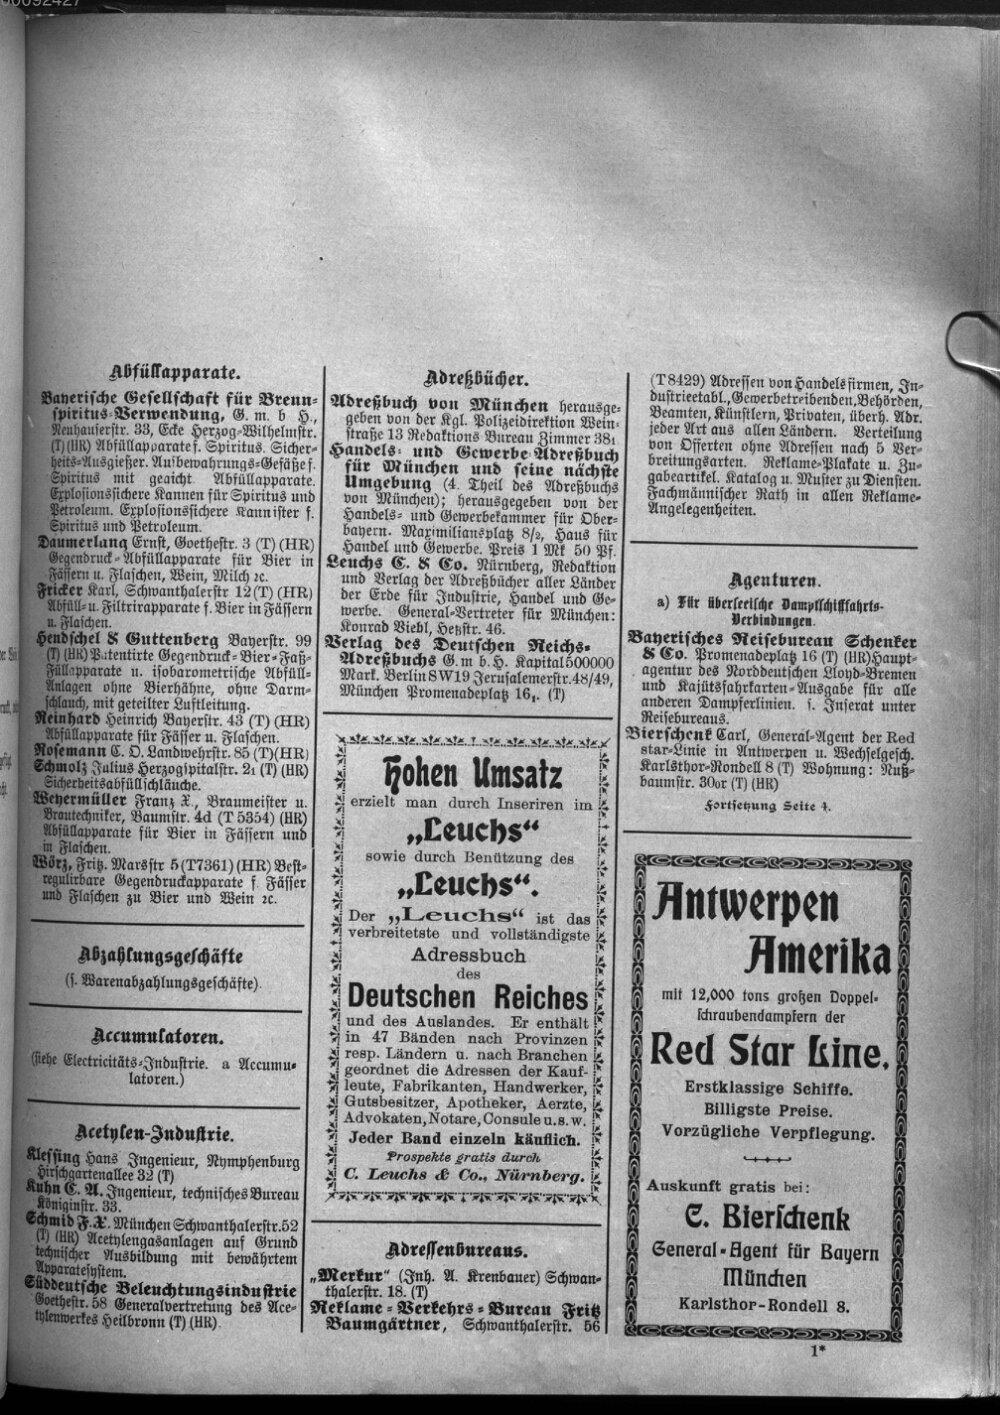 00092427
Abfüllapparate.
Bayerische Gesellschaft für Brenn-
spiritus-Verwendung, G. m. b. H.,
Neuhauserstr. 33, Ecke Herzog-Wilhelmstr.
(T) (HR) Abfüllapparate f. Spiritus. Sicher-
heits-Ausgießer. Aufbewahrungs-Gefäße f.
Spiritus mit geaicht. Abfüllapparate.
Explosionssichere Kannen für Spiritus und
Petroleum. Explosionssichere Kannister f.
Spiritus und Petroleum.
Daumerlang Ernst, Goethestr. 3 (T) (HR)
Gegendruck-Abfüllapparate für Bier in
Fässern u. Flaschen, Wein, Milch ꝛc.
Fricker Karl, Schwanthalerstr 12 (T) (HR)
Abfüll- u. Filtrirapparate f. Bier in Fässern
u. Flaschen.
Hendschel & Guttenberg Bayerstr. 99
(T) (HR) Patentirte Gegendruck-Bier-Faß-
Füllapparate u. isobarometrische Abfüll-
Anlagen ohne Bierhähne, ohne Darm-
schlauch, mit geteilter Luftleitung.
Reinhard Heinrich Bayerstr. 43 (T) (HR)
Abfüllapparate für Fässer u. Flaschen.
Rosemann C. O. Landwehrstr. 85 (T)(HR)
Schmolz Julius Herzogspitalstr. 2₁ (T) (HR)
Sicherheitsabfüllschläuche.
Weyermüller Franz X., Braumeister u.
Brautechniker, Baumstr. 4d (T 5354) (HR)
Abfüllapparate für Bier in Fässern und
in Flaschen.
Wörz, Fritz. Marsstr 5 (T7361) (HR) Best-
regulirbare Gegendruckapparate f. Fässer
und Flaschen zu Bier und Wein ꝛc.
Abzahlungsgeschäfte
(s. Warenabzahlungsgeschäfte).
Accumulatoren.
(siehe Electricitäts-Industrie. a Accumu-
latoren.)
Acetylen-Industrie.
Klessing Hans Ingenieur, Nymphenburg
Hirschgartenallee 32 (T)
Kuhn C. A. Ingenieur, technisches Bureau
Königinstr. 33.
Schmid F. X. München Schwanthalerstr. 52
(T) (HR) Acetylengasanlagen auf Grund
technischer Ausbildung mit bewährtem
Apparatesystem.
Süddeutsche Beleuchtungsindustrie
Goethestr. 58 Generalvertretung des Ace-
tylenwerkes Heilbronn (T) (HR).
Adreßbücher.
Adreßbuch von München herausge-
geben von der Kgl. Polizeidirektion Wein-
straße 13 Redaktions Bureau Zimmer 38₁
Handels- und Gewerbe-Adreßbuch
für München und seine nächste
Umgebung (4. Theil des Adreßbuchs
von München); herausgegeben von der
Handels- und Gewerbekammer für Ober-
bayern. Maximiliansplatz 8/₂, Haus für
Handel und Gewerbe. Preis 1 Mk 50 Pf.
Leuchs C. & Co. Nürnberg, Redaktion
und Verlag der Adreßbücher aller Länder
der Erde für Industrie, Handel und Ge-
werbe. General-Vertreter für München:
Konrad Biebl, Heßstr. 46.
Verlag des Deutschen Reichs-
Adreßbuchs G. m b. H. Kapital 500000
Mark. Berlin SW19 Jerusalemerstr. 48/49,
München Promenadeplatz 16₁. (T)
Hohen Umsatz
erzielt man durch Inseriren im
„Leuchs“
sowie durch Benützung des
„Leuchs“.
Der „Leuchs“ ist das
verbreitetste und vollständigste
Adressbuch
des
Deutschen Reiches
und des Auslandes. Er enthält
in 47 Bänden nach Provinzen
resp. Ländern u. nach Branchen
geordnet die Adressen der Kauf-
leute, Fabrikanten, Handwerker,
Gutsbesitzer, Apotheker, Aerzte,
Advokaten, Notare, Consule u.s.w.
Jeder Band einzeln käuflich.
Prospekte gratis durch
C. Leuchs & Co., Nürnberg.
Adressenbureaus.
„Merkur“ (Inh. A. Krenbauer) Schwan-
thalerstr. 18. (T)
Reklame-Verkehrs-Bureau Fritz
Baumgärtner, Schwanthalerstr. 56
(T8429) Adressen von Handelsfirmen, In-
dustrieetabl., Gewerbetreibenden, Behörden,
Beamten, Künstlern, Privaten, überh. Adr.
jeder Art aus allen Ländern. Verteilung
von Offerten ohne Adressen nach 5 Ver-
breitungsarten. Reklame-Plakate u. Zu-
gabeartikel. Katalog u. Muster zu Diensten.
Fachmännischer Rath in allen Reklame-
Angelegenheiten.
Agenturen.
a) Für überseeische Dampfschifffahrts-
Verbindungen.
Bayerisches Reisebureau Schenker
& Co. Promenadeplatz 16 (T) (HR) Haupt-
agentur des Norddeutschen Lloyd-Bremen
und Kajütsfahrkarten-Ausgabe für alle
anderen Dampferlinien. s. Inserat unter
Reisebureaus.
Bierschenk Carl, General-Agent der Red
star-Linie in Antwerpen u. Wechselgesch.
Karlsthor-Rondell 8 (T) Wohnung: Nuß-
baumstr. 30or (T) (HR)
Fortsetzung Seite 4.
Antwerpen
Amerika
mit 12,000 tons großen Doppel-
schraubendampfern der
Red Star Line.
Erstklassige Schiffe.
Billigste Preise.
Vorzügliche Verpflegung.
Auskunft gratis bei:
C. Bierschenk
General-Agent für Bayern
München
Karlsthor-Rondell 8.
1*